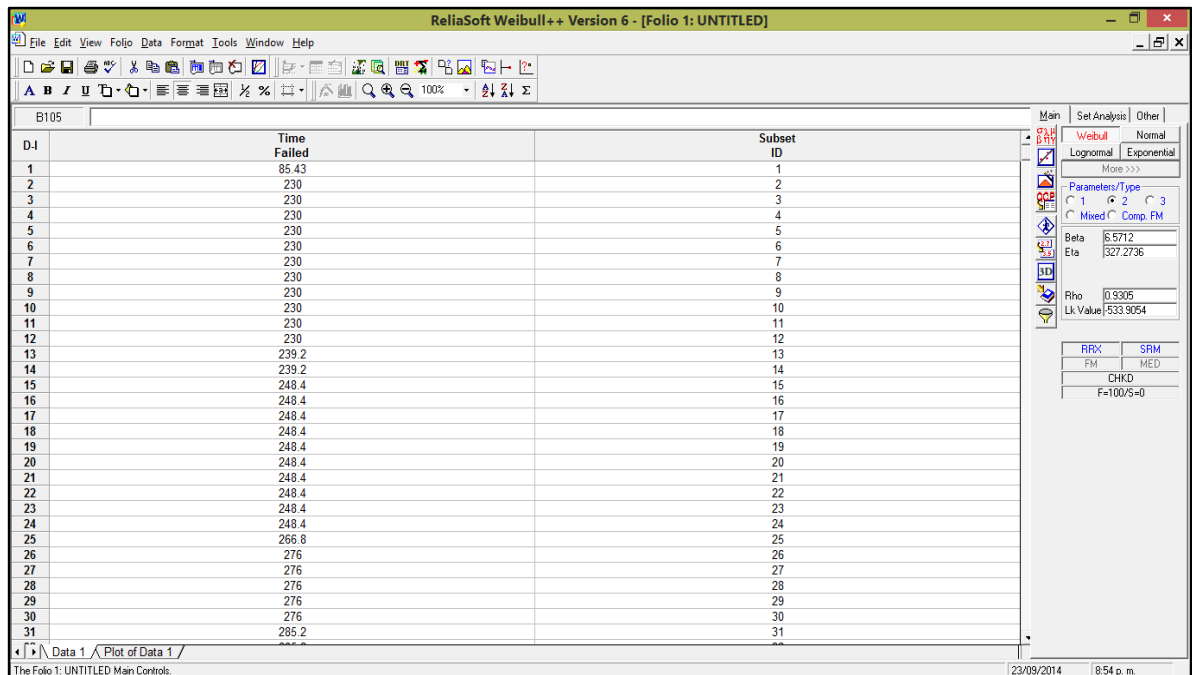 ReliaSoft Weibull++ Version 6 - [Folio 1: UNTITLED]
File Edit View Folio Data Format Tools Window Help
A B I U 100%
B105
Main Set Analysis Other
D-I Time Failed Subset ID
1 85.43 1
2 230 2
3 230 3
4 230 4
5 230 5
6 230 6
7 230 7
8 230 8
9 230 9
10 230 10
11 230 11
12 230 12
13 239.2 13
14 239.2 14
15 248.4 15
16 248.4 16
17 248.4 17
18 248.4 18
19 248.4 19
20 248.4 20
21 248.4 21
22 248.4 22
23 248.4 23
24 248.4 24
25 266.8 25
26 276 26
27 276 27
28 276 28
29 276 29
30 276 30
31 285.2 31
Weibull Normal
Lognormal Exponential
More >>>
Parameters/Type
1 2 3
Mixed Comp. FM
Beta 6.5712
Eta 327.2736
Rho 0.9305
Lk Value -533.9054
QCP
3D
RRX SRM
FM MED
CHKD
F=100/S=0
Data 1 Plot of Data 1
The Folio 1: UNTITLED Main Controls. 23/09/2014 8:54 p. m.